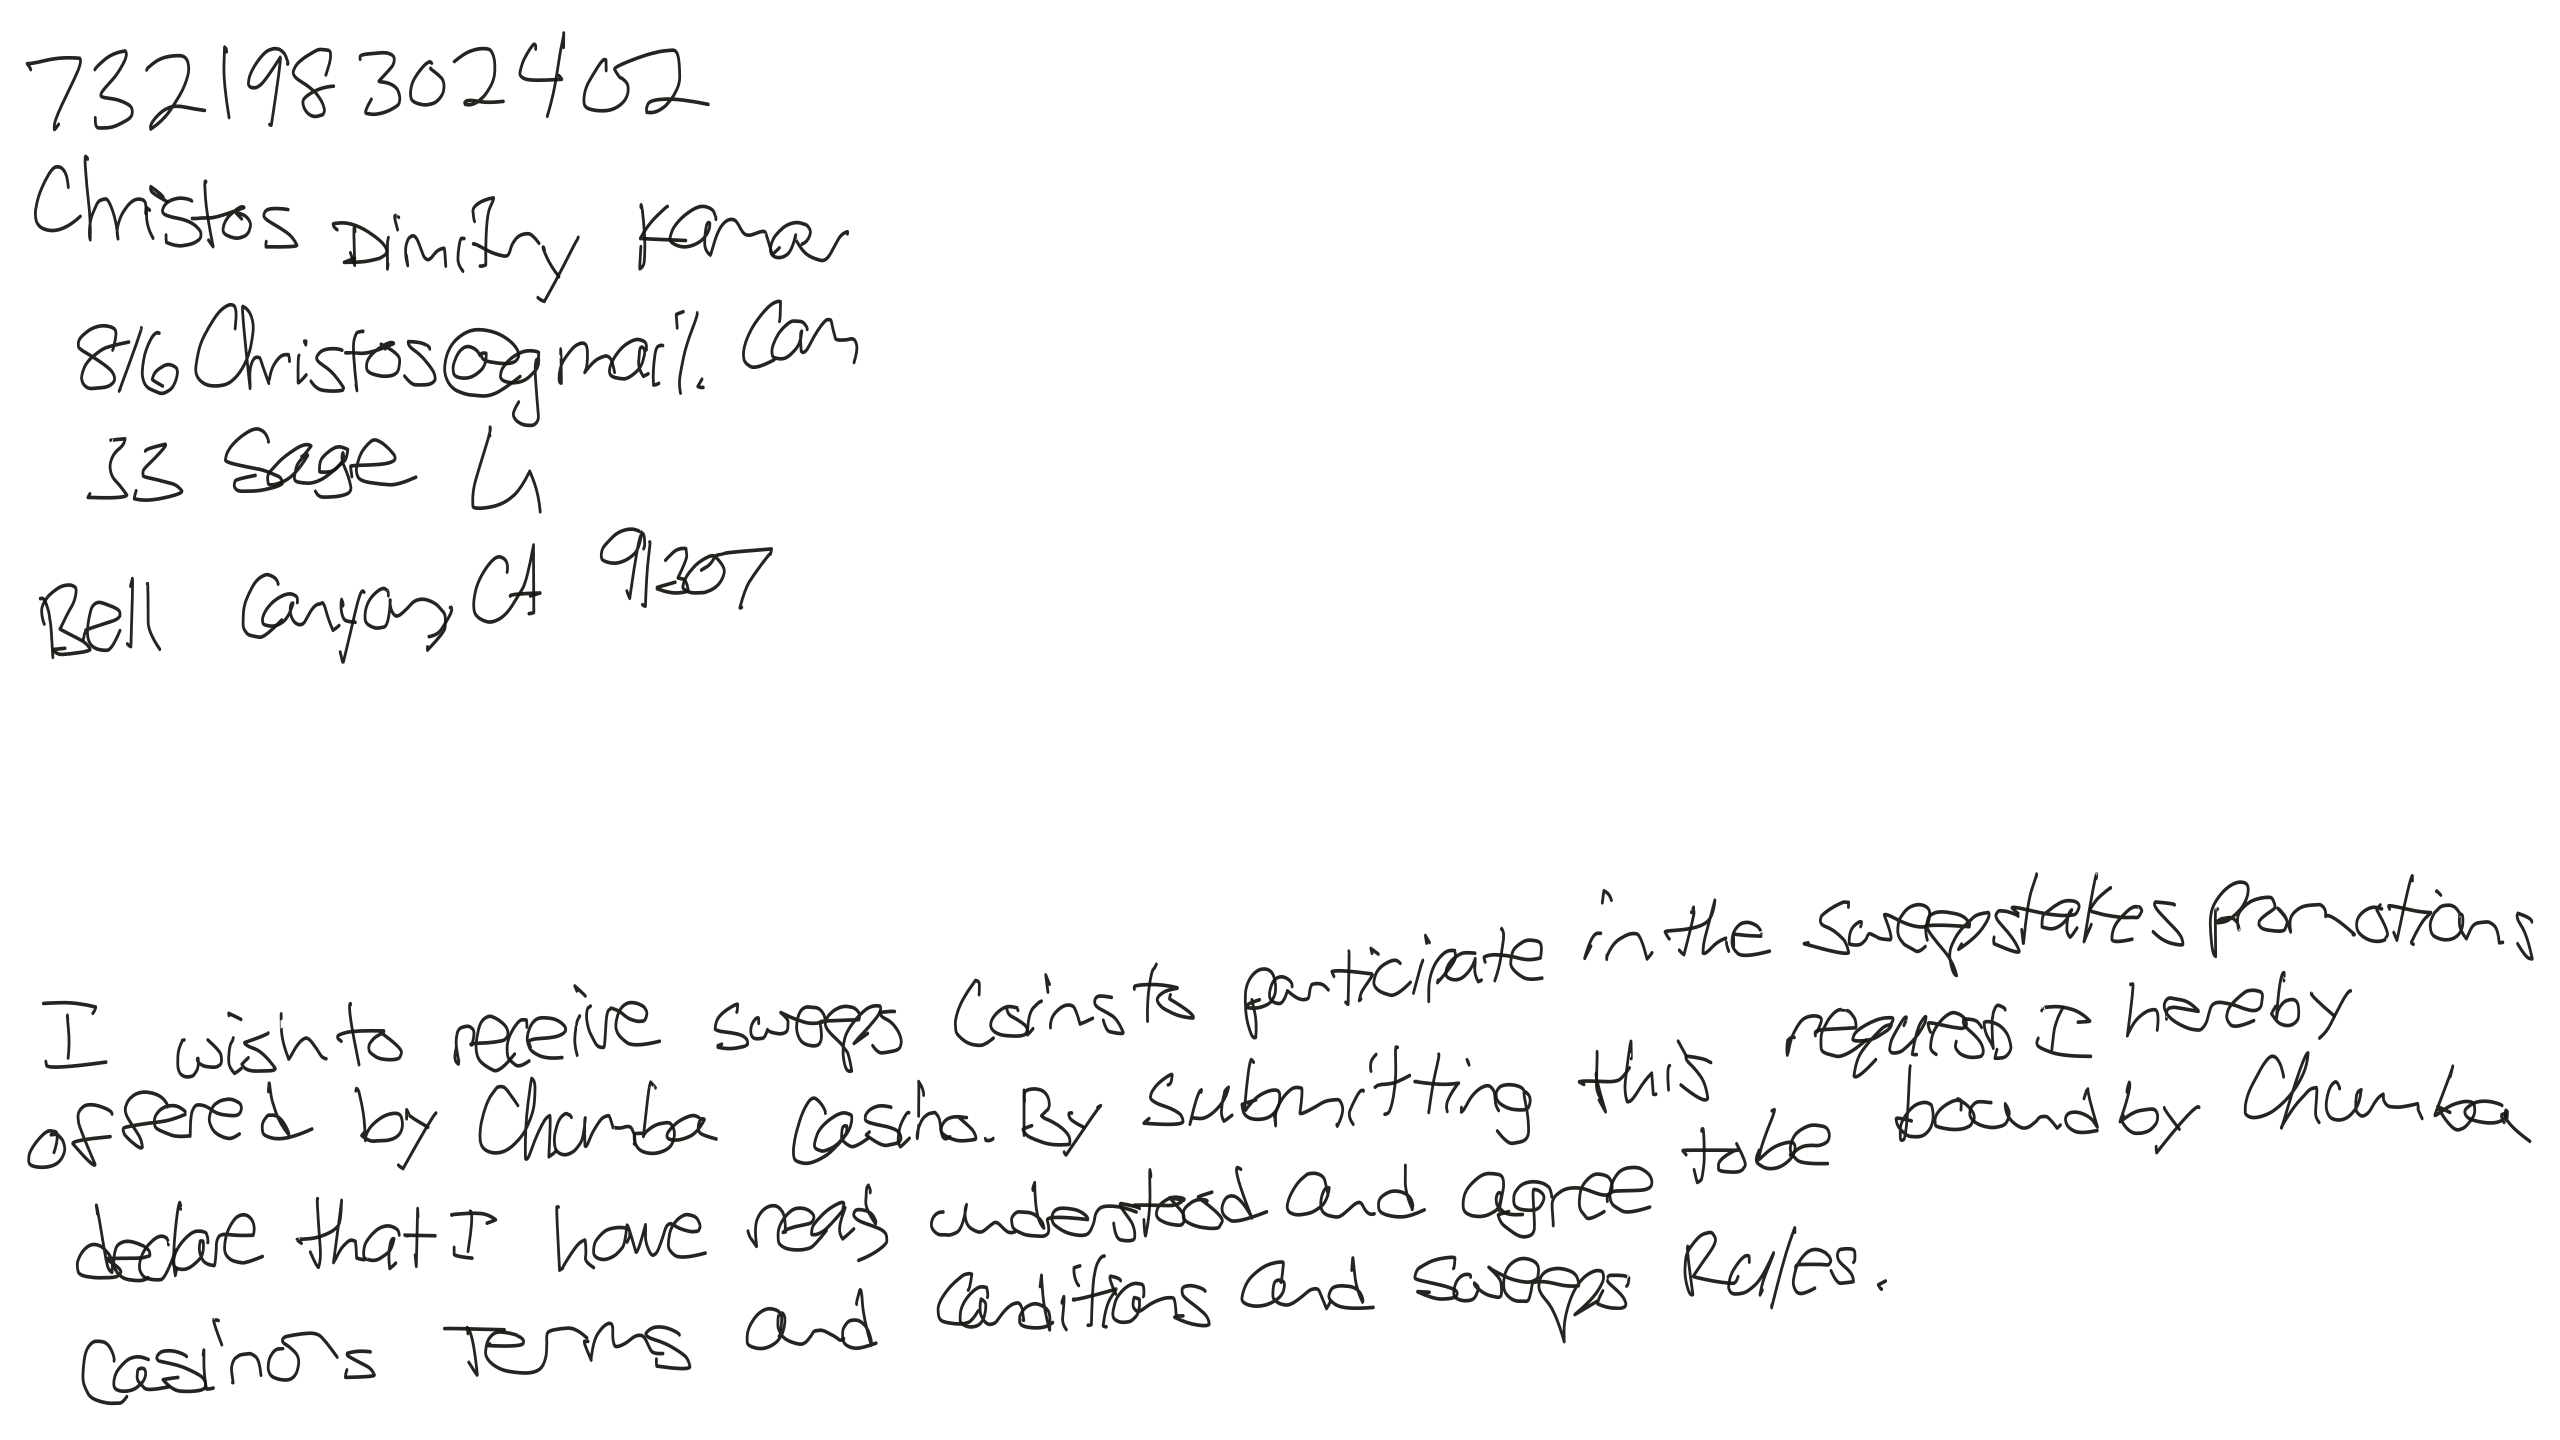 732198302402
Christos Dimitry Kamar
816Christos@gmail.com
33 Sage Ln
Bell Canyon, CA 91307
I wish to receive sweeps Coins to participate in the sweepstakes promotions
offered by Chumba Casino. By submitting this request I hereby
declare that I have read understood and agree to be bound by Chumba
Casino's Terms and Conditions and Sweeps Rules.